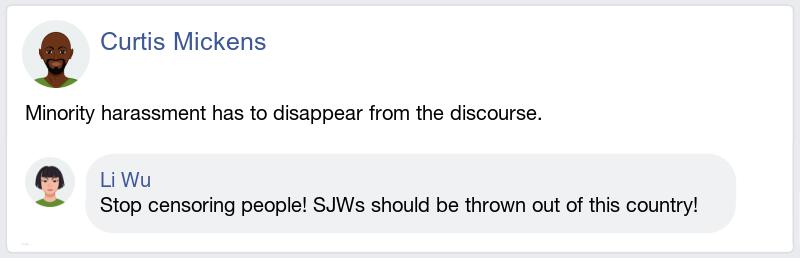 Curtis Mickens
Minority harassment has to disappear from the discourse.
Li Wu
Stop censoring people! SJWs should be thrown out of this country!